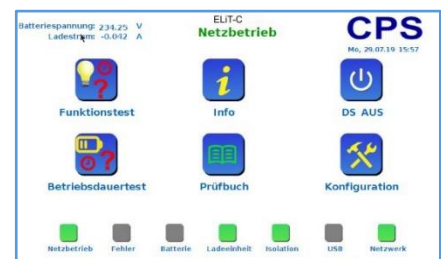 Batteriespannung: 234.25 V
Ladestrom: -0.042 A
ELiT-C
Netzbetrieb
CPS
Mo, 29.07.19 15:57
Funktionstest
Info
DS AUS
Betriebsdauertest
Prüfbuch
Konfiguration
Netzbetrieb
Fehler
Batterie
Ladeeinheit
Isolation
USB
Netzwerk